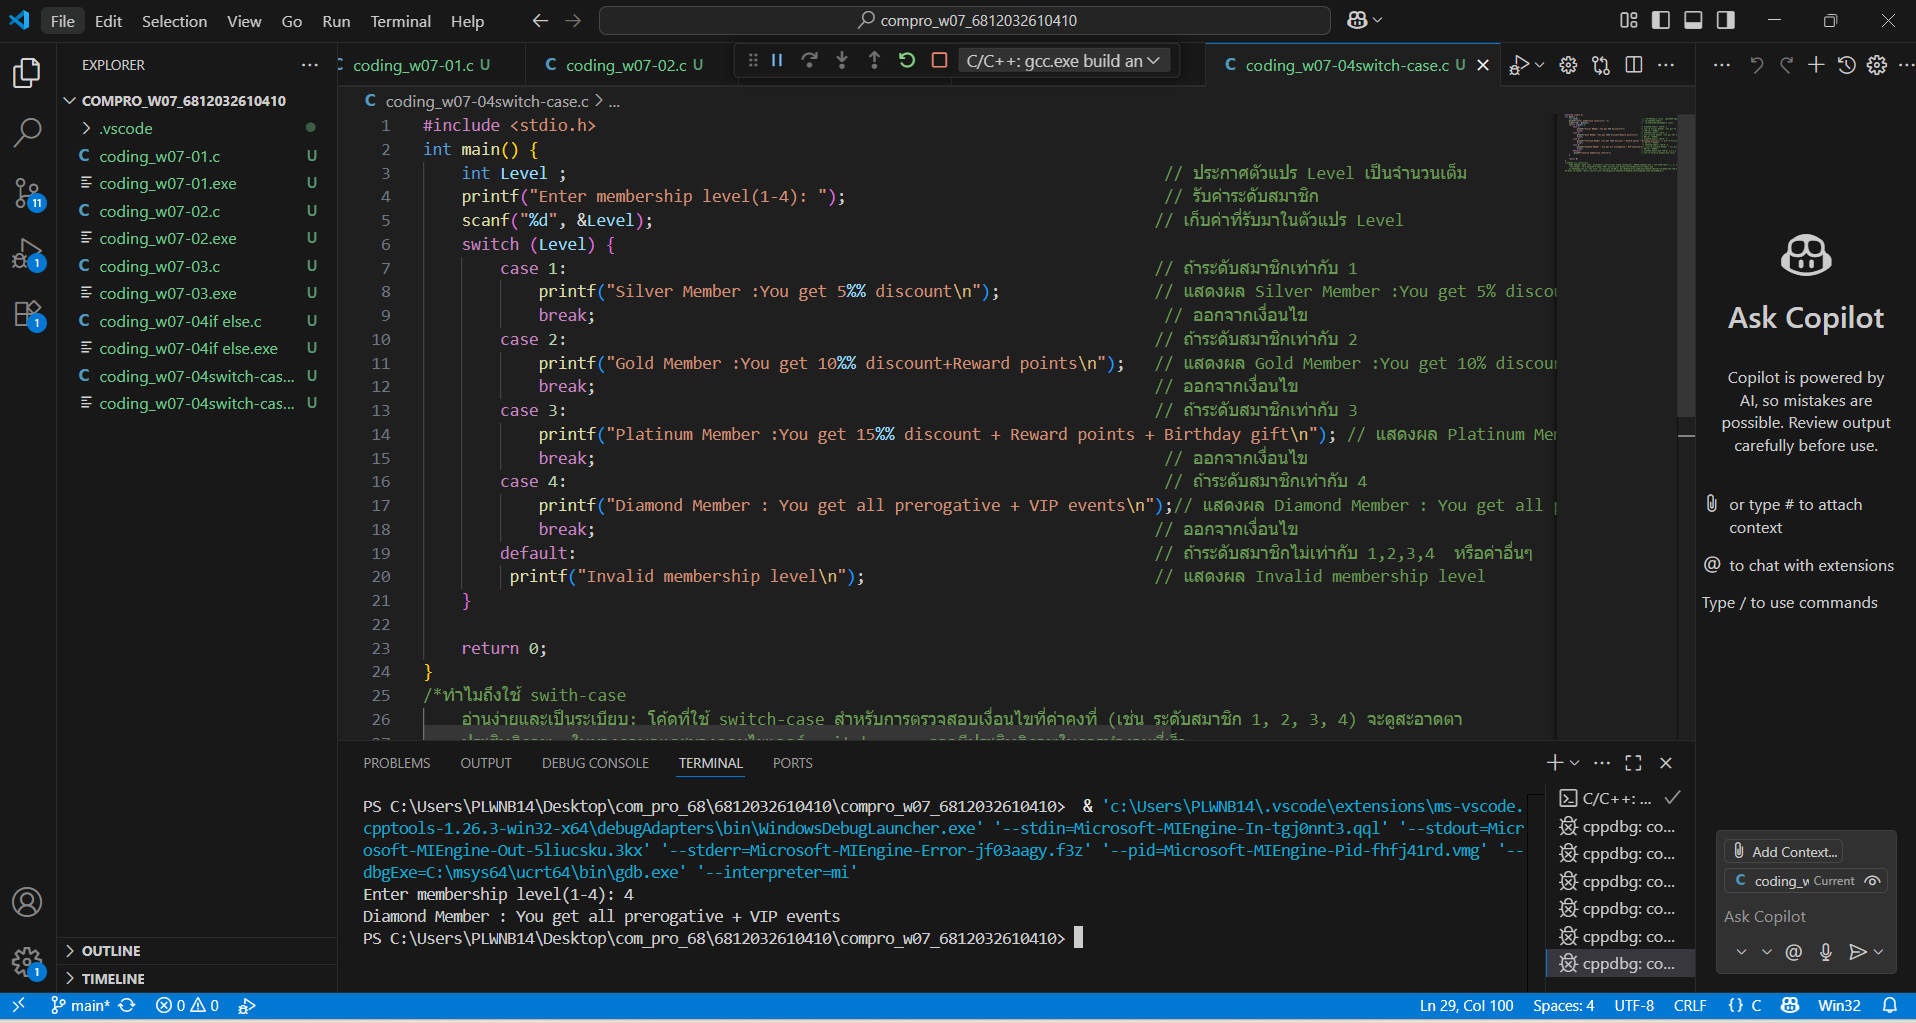 File Edit Selection View Go Run Terminal Help
compro_w07_6812032610410
EXPLORER
COMPRO_W07_6812032610410
.vscode
coding_w07-01.c U
coding_w07-01.exe U
coding_w07-02.c U
coding_w07-02.exe U
coding_w07-03.c U
coding_w07-03.exe U
coding_w07-04if else.c U
coding_w07-04if else.exe U
coding_w07-04switch-cas... U
coding_w07-04switch-cas... U
OUTLINE
TIMELINE
11
1
1
1
coding_w07-01.c U
coding_w07-02.c U
C/C++: gcc.exe build an
coding_w07-04switch-case.c U
coding_w07-04switch-case.c > ...
1 #include <stdio.h>
2 int main() {
3 int Level ; // ประกาศตัวแปร Level เป็นจำนวนเต็ม
4 printf("Enter membership level(1-4): "); // รับค่าระดับสมาชิก
5 scanf("%d", &Level); // เก็บค่าที่รับมาในตัวแปร Level
6 switch (Level) {
7 case 1: // ถ้าระดับสมาชิกเท่ากับ 1
8 printf("Silver Member :You get 5%% discount\n"); // แสดงผล Silver Member :You get 5% disco
9 break; // ออกจากเงื่อนไข
10 case 2: // ถ้าระดับสมาชิกเท่ากับ 2
11 printf("Gold Member :You get 10%% discount+Reward points\n"); // แสดงผล Gold Member :You get 10% discou
12 break; // ออกจากเงื่อนไข
13 case 3: // ถ้าระดับสมาชิกเท่ากับ 3
14 printf("Platinum Member :You get 15%% discount + Reward points + Birthday gift\n"); // แสดงผล Platinum Me
15 break; // ออกจากเงื่อนไข
16 case 4: // ถ้าระดับสมาชิกเท่ากับ 4
17 printf("Diamond Member : You get all prerogative + VIP events\n");// แสดงผล Diamond Member : You get all
18 break; // ออกจากเงื่อนไข
19 default: // ถ้าระดับสมาชิกไม่เท่ากับ 1,2,3,4 หรือค่าอื่นๆ
20 printf("Invalid membership level\n"); // แสดงผล Invalid membership level
21 }
22
23 return 0;
24 }
25 /*ทำไมถึงใช้ swith-case
26 อ่านง่ายและเป็นระเบียบ: โค้ดที่ใช้ switch-case สำหรับการตรวจสอบเงื่อนไขที่ค่าคงที่ (เช่น ระดับสมาชิก 1, 2, 3, 4) จะดูสะอาดตา
PROBLEMS OUTPUT DEBUG CONSOLE TERMINAL PORTS
PS C:\Users\PLWNB14\Desktop\com_pro_68\6812032610410\compro_w07_6812032610410> & 'c:\Users\PLWNB14\.vscode\extensions\ms-vscode.
cpptools-1.26.3-win32-x64\debugAdapters\bin\WindowsDebugLauncher.exe' '--stdin=Microsoft-MIEngine-In-tgj0nnt3.qql' '--stdout=Micr
osoft-MIEngine-Out-5liucsku.3kx' '--stderr=Microsoft-MIEngine-Error-jf03aagy.f3z' '--pid=Microsoft-MIEngine-Pid-fhfj41rd.vmg' '--
dbgExe=C:\msys64\ucrt64\bin\gdb.exe' '--interpreter=mi'
Enter membership level(1-4): 4
Diamond Member : You get all prerogative + VIP events
PS C:\Users\PLWNB14\Desktop\com_pro_68\6812032610410\compro_w07_6812032610410>
C/C++: ...
cppdbg: co...
cppdbg: co...
cppdbg: co...
cppdbg: co...
cppdbg: co...
cppdbg: co...
Ask Copilot
Copilot is powered by
AI, so mistakes are
possible. Review output
carefully before use.
or type # to attach
context
@ to chat with extensions
Type / to use commands
Add Context...
C coding_w Current
Ask Copilot
main* 0 0
Ln 29, Col 100 Spaces: 4 UTF-8 CRLF {} C Win32